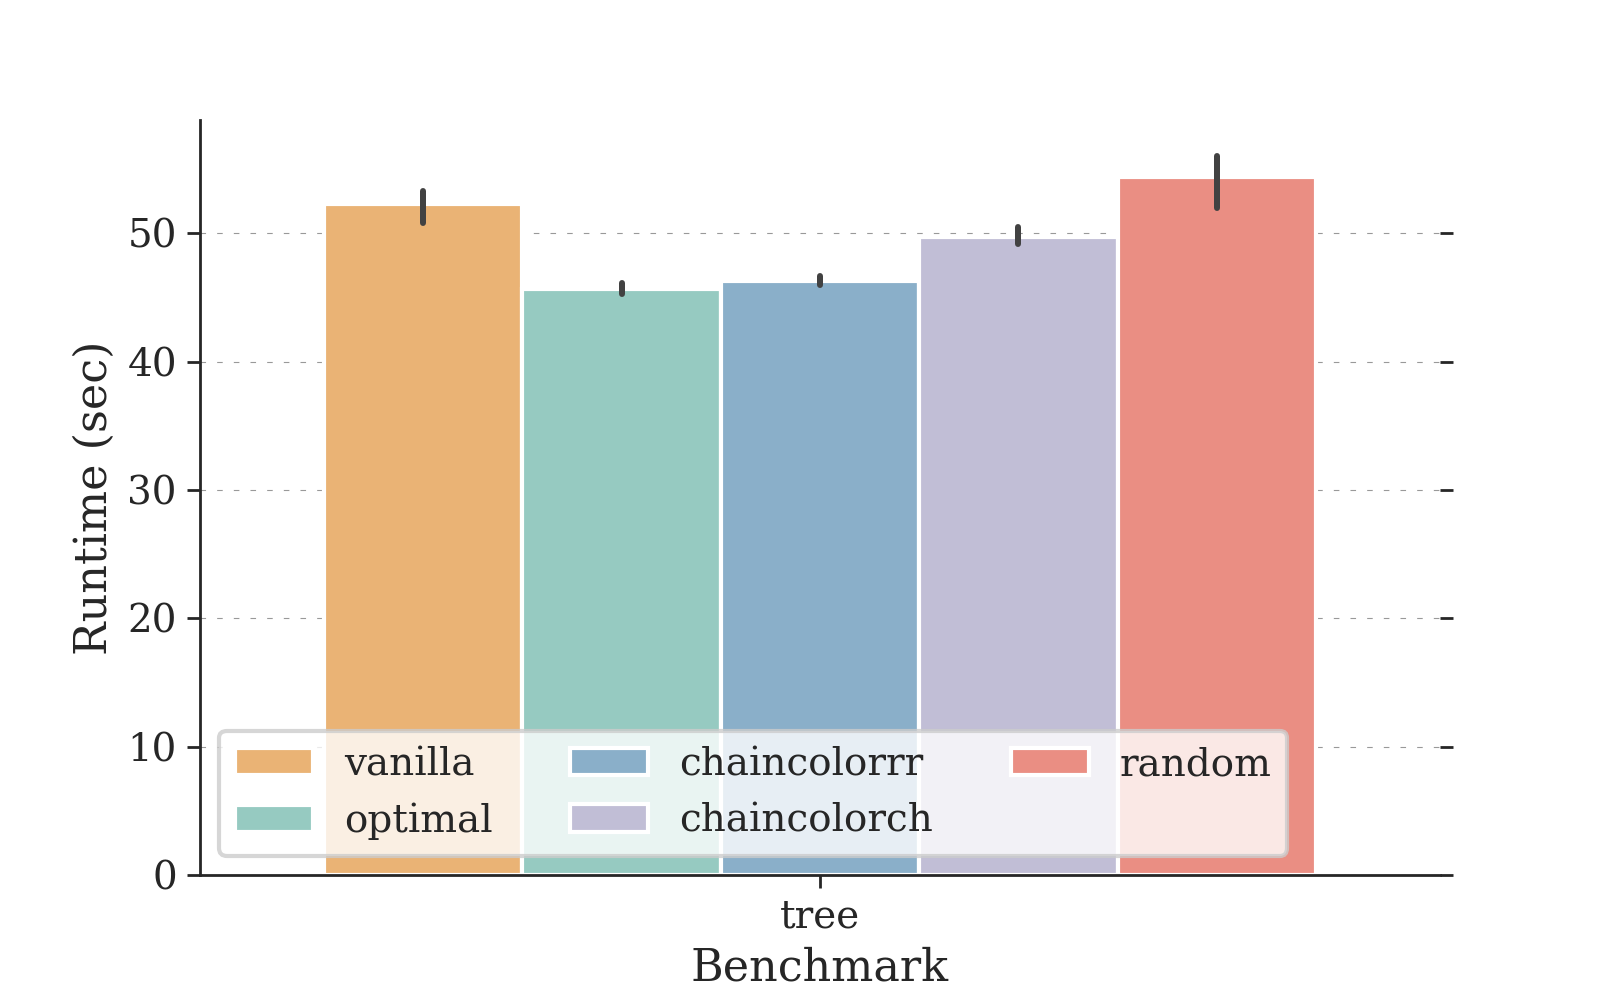 50
40
30
20
10
0
Runtime (sec)
vanilla
optimal
chaincolorrr
chaincolorch
random
tree
Benchmark